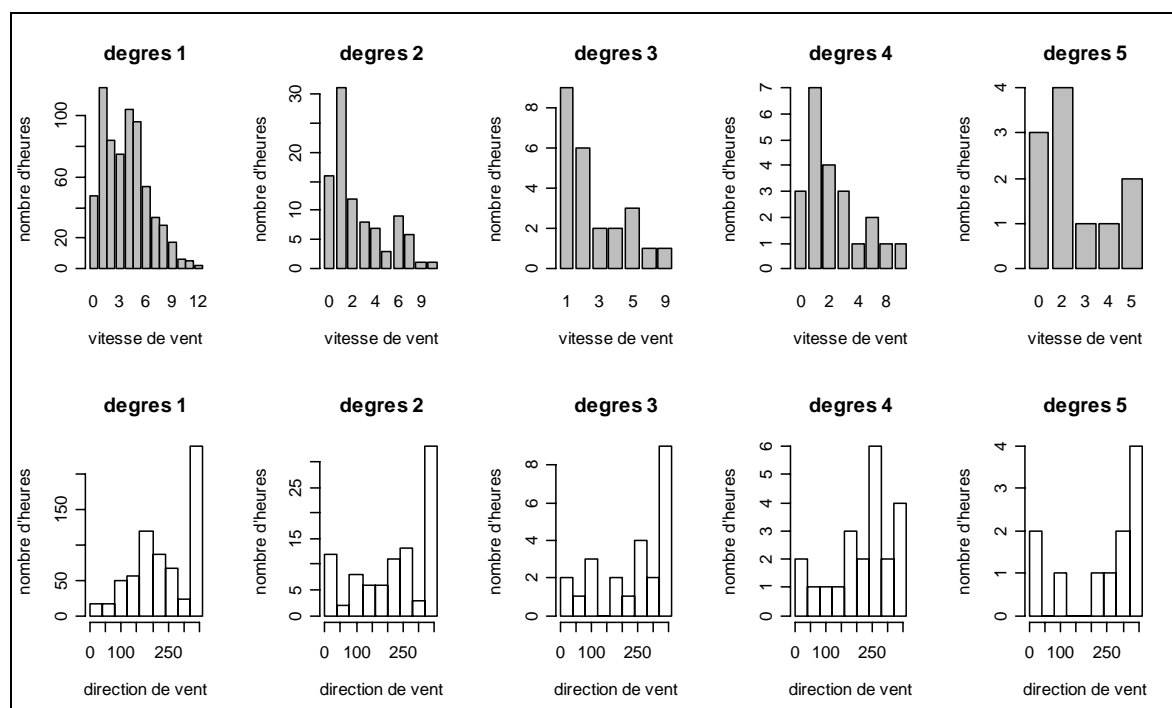 degres 1
degres 2
degres 3
degres 4
degres 5
nombre d'heures
0 20 60 100
0 3 6 9 12
vitesse de vent
nombre d'heures
0 5 10 20 30
0 2 4 6 9
vitesse de vent
nombre d'heures
0 2 4 6 8
1 3 5 9
vitesse de vent
nombre d'heures
0 1 2 3 4 5 6 7
0 2 4 8
vitesse de vent
nombre d'heures
0 1 2 3 4
0 2 3 4 5
vitesse de vent
degres 1
degres 2
degres 3
degres 4
degres 5
nombre d'heures
0 50 150
0 100 250
direction de vent
nombre d'heures
0 5 15 25
0 100 250
direction de vent
nombre d'heures
0 2 4 6 8
0 100 250
direction de vent
nombre d'heures
0 1 2 3 4 5 6
0 100 250
direction de vent
nombre d'heures
0 1 2 3 4
0 100 250
direction de vent